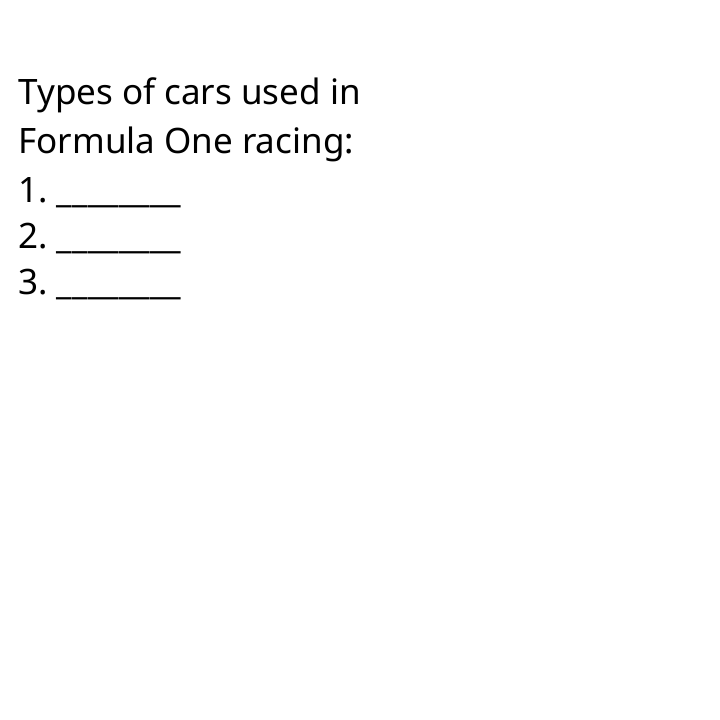 Types of cars used in
Formula One racing:
1. ________
2. ________
3. ________